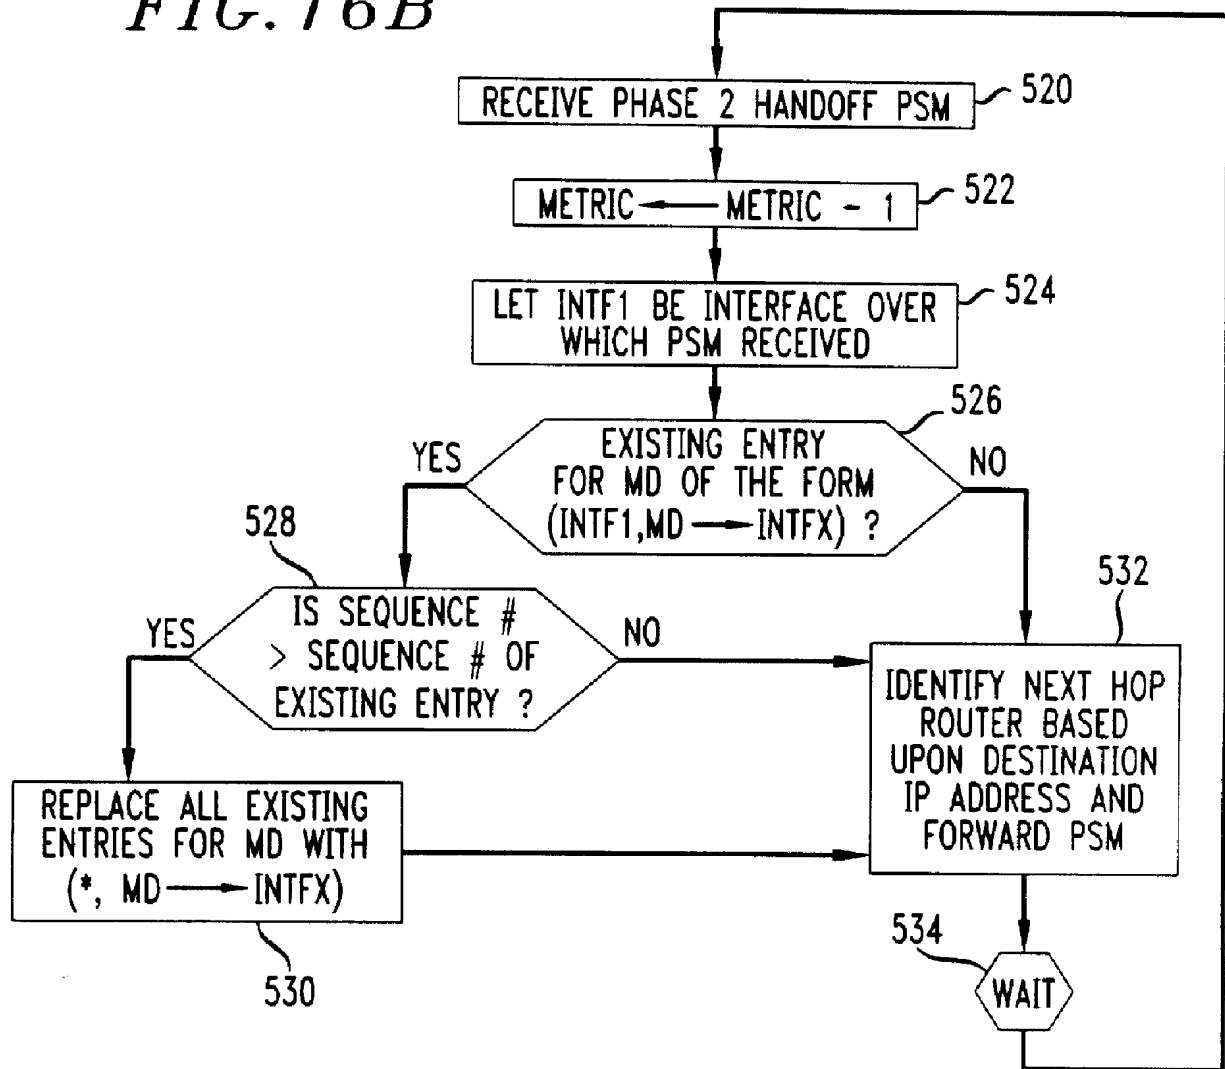 FIG. 16B
RECEIVE PHASE 2 HANDOFF PSM
520
METRIC ← METRIC - 1
522
LET INTF1 BE INTERFACE OVER
WHICH PSM RECEIVED
524
EXISTING ENTRY
FOR MD OF THE FORM
(INTF1,MD → INTFX) ?
526
YES
NO
528
IS SEQUENCE #
> SEQUENCE # OF
EXISTING ENTRY ?
YES
NO
532
IDENTIFY NEXT HOP
ROUTER BASED
UPON DESTINATION
IP ADDRESS AND
FORWARD PSM
REPLACE ALL EXISTING
ENTRIES FOR MD WITH
(*, MD → INTFX)
530
534
WAIT